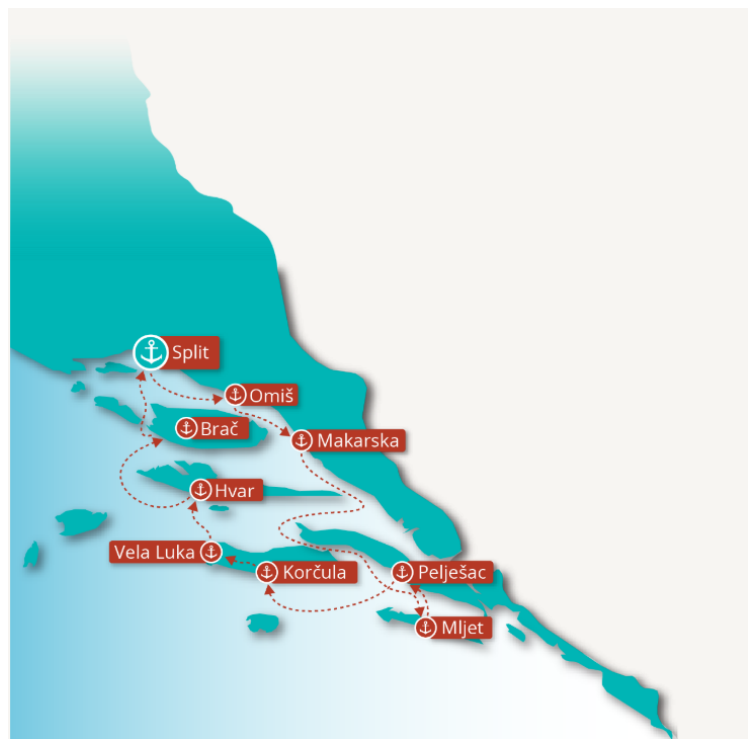 Split
Omiš
Brač
Makarska
Hvar
Vela Luka
Korčula
Pelješac
Mljet